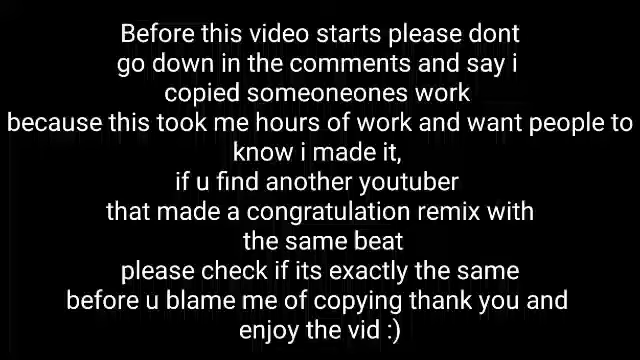 Before this video starts please dont
go down in the comments and say i
copied someoneones work
because this took me hours of work and want people to
know i made it,
if u find another youtuber
that made a congratulation remix with
the same beat
please check if its exactly the same
before u blame me of copying thank you and
enjoy the vid :)